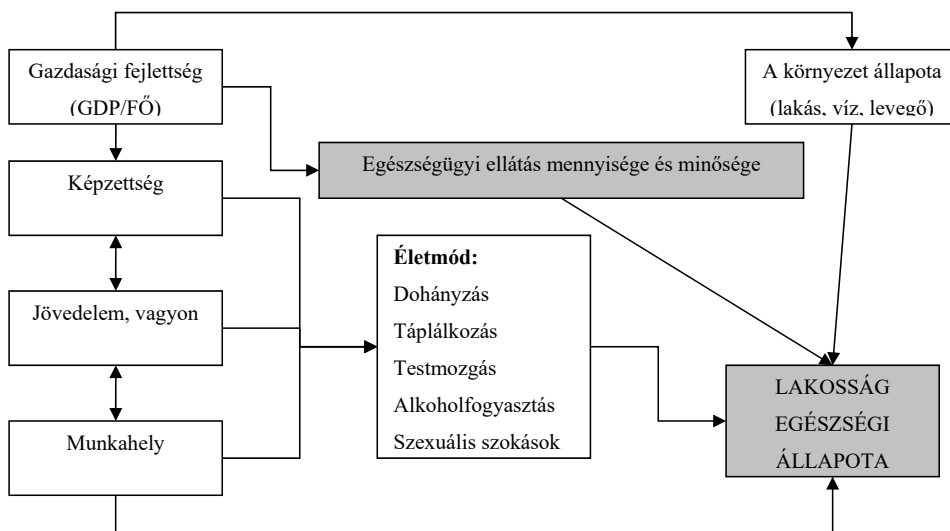 Gazdasági fejlettség
(GDP/FŐ)
A környezet állapota
(lakás, víz, levegő)
Egészségügyi ellátás mennyisége és minősége
Képzettség
Életmód:
Dohányzás
Táplálkozás
Testmozgás
Alkoholfogyasztás
Szexuális szokások
Jövedelem, vagyon
Munkahely
LAKOSSÁG
EGÉSZSÉGI
ÁLLAPOTA